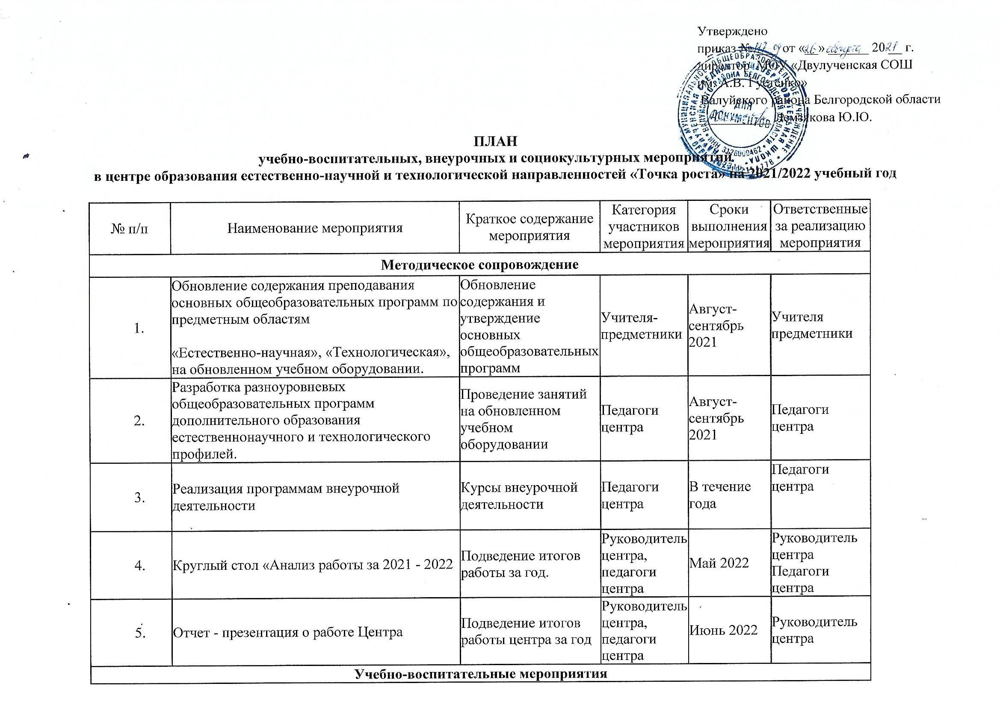 Утверждено
приказ № 117 од от «26» августа 2021 г.
директор МОУ «Двулученская СОШ
им. А.В. Густенко»
Валуйского района Белгородской области
Демзякова Ю.Ю.
ДЛЯ
ДОКУМЕНТОВ
ПЛАН
учебно-воспитательных, внеурочных и социокультурных мероприятий
в центре образования естественно-научной и технологической направленностей «Точка роста» на 2021/2022 учебный год
№ п/п
Наименование мероприятия
Краткое содержание
мероприятия
Категория
участников
мероприятия
Сроки
выполнения
мероприятия
Ответственные
за реализацию
мероприятия
Методическое сопровождение
1.
Обновление содержания преподавания
основных общеобразовательных программ по
предметным областям
«Естественно-научная», «Технологическая»,
на обновленном учебном оборудовании.
Обновление
содержания и
утверждение
основных
общеобразовательных
программ
Учителя-
предметники
Август-
сентябрь
2021
Учителя
предметники
2.
Разработка разноуровневых
общеобразовательных программ
дополнительного образования
естественнонаучного и технологического
профилей.
Проведение занятий
на обновленном
учебном
оборудовании
Педагоги
центра
Август-
сентябрь
2021
Педагоги
центра
3.
Реализация программам внеурочной
деятельности
Курсы внеурочной
деятельности
Педагоги
центра
В течение
года
Педагоги
центра
4.
Круглый стол «Анализ работы за 2021 - 2022
Подведение итогов
работы за год.
Руководитель
центра,
педагоги
центра
Май 2022
Руководитель
центра
Педагоги
центра
5.
Отчет - презентация о работе Центра
Подведение итогов
работы центра за год
Руководитель
центра,
педагоги
центра
Июнь 2022
Руководитель
центра
Учебно-воспитательные мероприятия